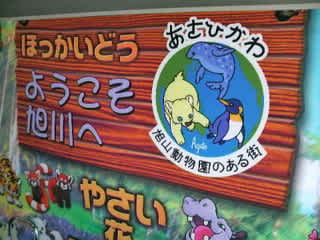 ほっかいどう
ようこそ
旭川へ
あさひかわ
旭山動物園のある街
やさい
花